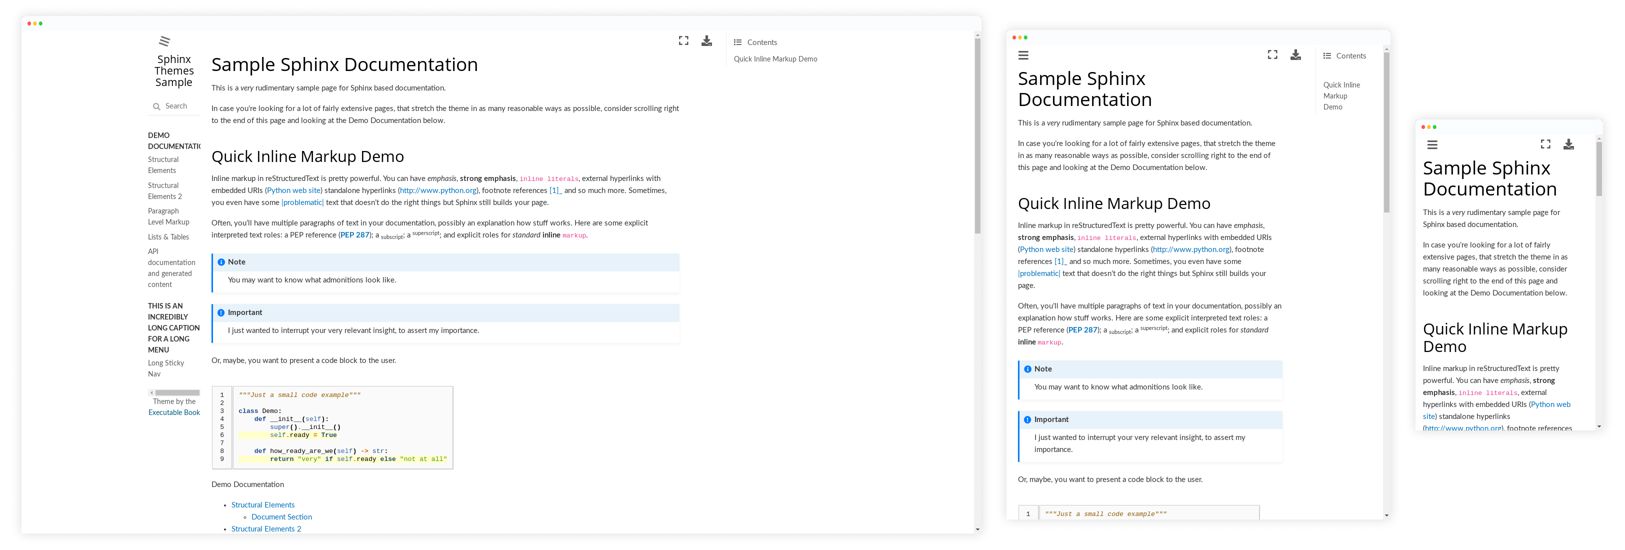 Sphinx
Themes
Sample
Search
DEMO
DOCUMENTATIO
Structural
Elements
Structural
Elements 2
Paragraph
Level Markup
Lists & Tables
API
documentation
and generated
content
THIS IS AN
INCREDIBLY
LONG CAPTION
FOR A LONG
MENU
Long Sticky
Nav
Theme by the
Executable Book
Sample Sphinx Documentation
This is a very rudimentary sample page for Sphinx based documentation.
In case you're looking for a lot of fairly extensive pages, that stretch the theme in as many reasonable ways as possible, consider scrolling right
to the end of this page and looking at the Demo Documentation below.
Quick Inline Markup Demo
Inline markup in reStructuredText is pretty powerful. You can have emphasis, strong emphasis, inline literals, external hyperlinks with
embedded URIs (Python web site) standalone hyperlinks (http://www.python.org), footnote references [1]_ and so much more. Sometimes,
you even have some |problematic| text that doesn't do the right things but Sphinx still builds your page.
Often, you'll have multiple paragraphs of text in your documentation, possibly an explanation how stuff works. Here are some explicit
interpreted text roles: a PEP reference (PEP 287); a subscript; a superscript; and explicit roles for standard inline markup.
Note
You may want to know what admonitions look like.
Important
I just wanted to interrupt your very relevant insight, to assert my importance.
Or, maybe, you want to present a code block to the user.
1 """Just a small code example"""
2
3 class Demo:
4 def __init__(self):
5 super().__init__()
6 self.ready = True
7
8 def how_ready_are_we(self) -> str:
9 return "very" if self.ready else "not at all"
Demo Documentation
• Structural Elements
◦ Document Section
• Structural Elements 2
Contents
Quick Inline Markup Demo
Sample Sphinx
Documentation
This is a very rudimentary sample page for Sphinx based documentation.
In case you're looking for a lot of fairly extensive pages, that stretch the theme
in as many reasonable ways as possible, consider scrolling right to the end of
this page and looking at the Demo Documentation below.
Quick Inline Markup Demo
Inline markup in reStructuredText is pretty powerful. You can have emphasis,
strong emphasis, inline literals, external hyperlinks with embedded URIs
(Python web site) standalone hyperlinks (http://www.python.org), footnote
references [1]_ and so much more. Sometimes, you even have some
|problematic| text that doesn't do the right things but Sphinx still builds your
page.
Often, you'll have multiple paragraphs of text in your documentation, possibly an
explanation how stuff works. Here are some explicit interpreted text roles: a
PEP reference (PEP 287); a subscript; a superscript; and explicit roles for standard
inline markup.
Note
You may want to know what admonitions look like.
Important
I just wanted to interrupt your very relevant insight, to assert my
importance.
Or, maybe, you want to present a code block to the user.
1 """Just a small code example"""
Contents
Quick Inline
Markup
Demo
Sample Sphinx
Documentation
This is a very rudimentary sample page for
Sphinx based documentation.
In case you're looking for a lot of fairly
extensive pages, that stretch the theme in as
many reasonable ways as possible, consider
scrolling right to the end of this page and
looking at the Demo Documentation below.
Quick Inline Markup
Demo
Inline markup in reStructuredText is pretty
powerful. You can have emphasis, strong
emphasis, inline literals, external
hyperlinks with embedded URIs (Python web
site) standalone hyperlinks
(http://www.python.org), footnote references